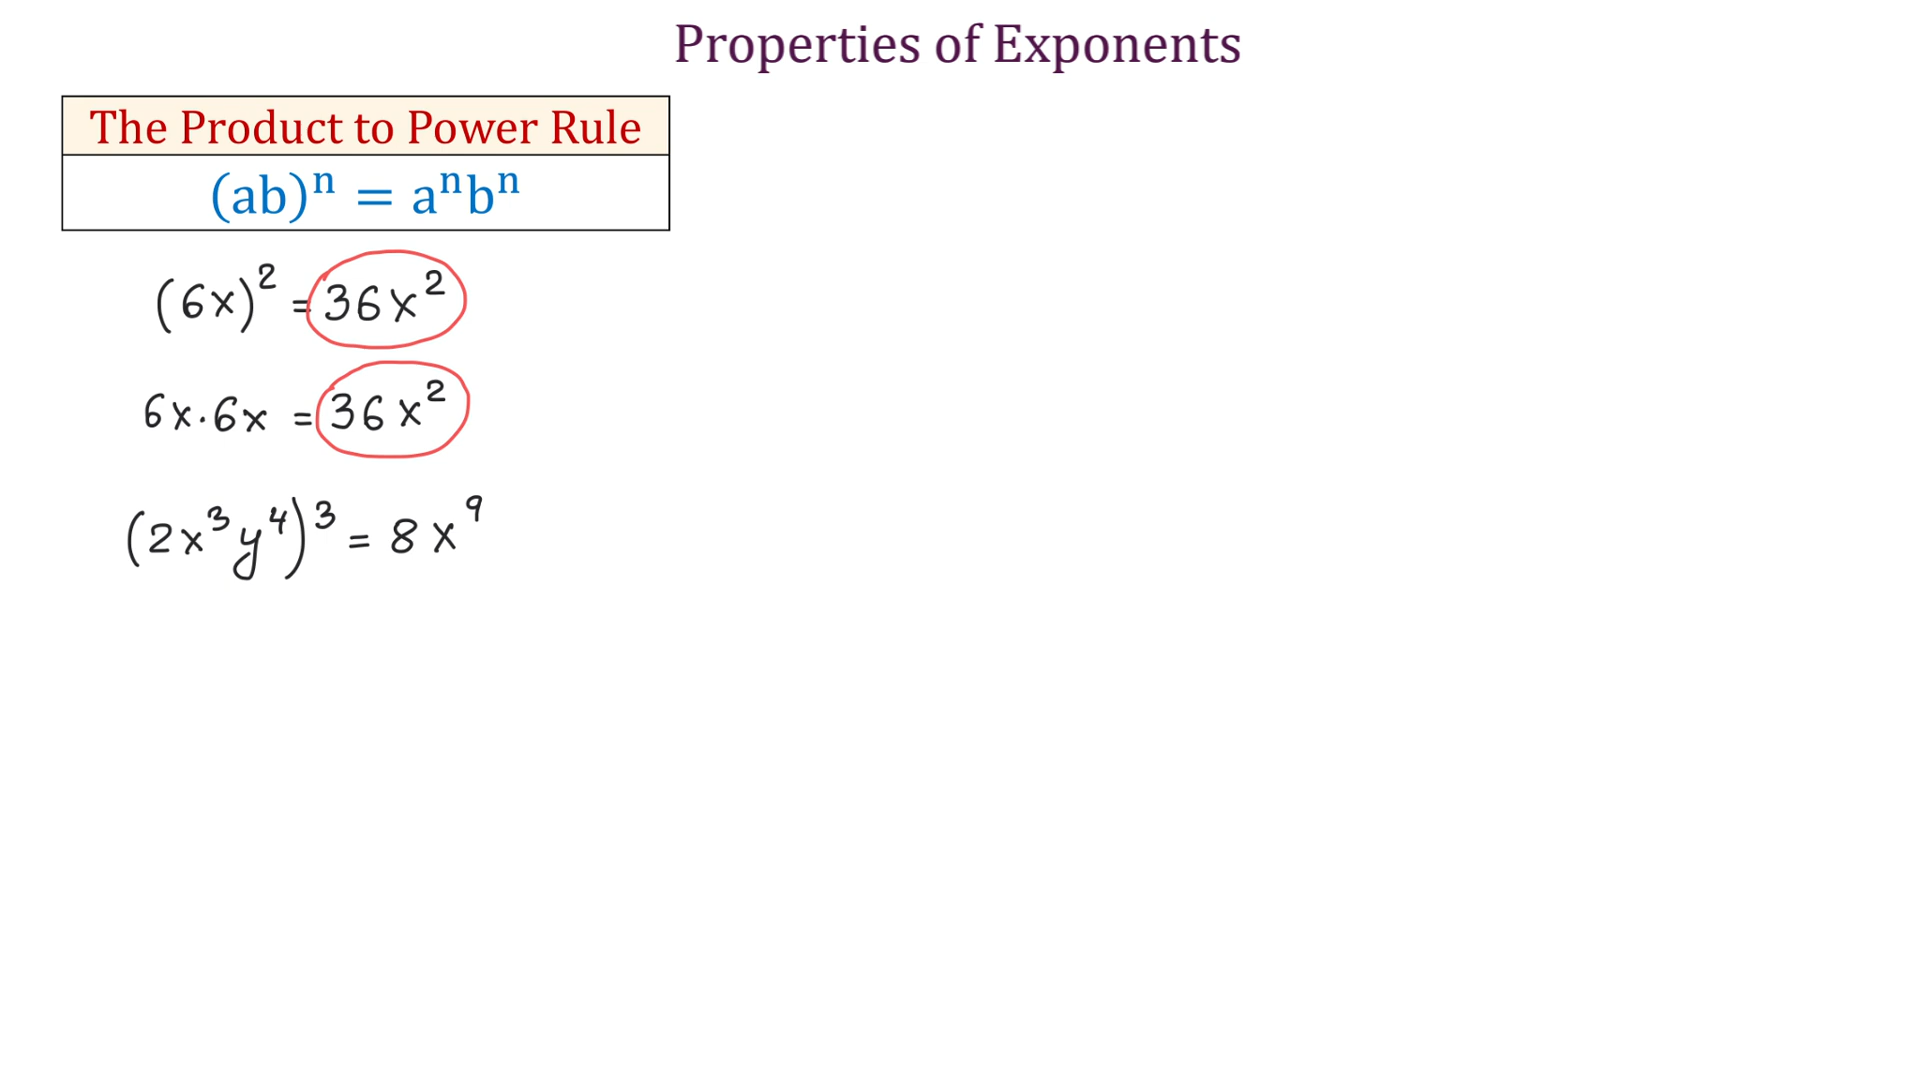 Properties of Exponents
The Product to Power Rule
(ab)ⁿ = aⁿbⁿ
(6x)² = 36x²
6x·6x = 36x²
(2x³y⁴)³ = 8x⁹